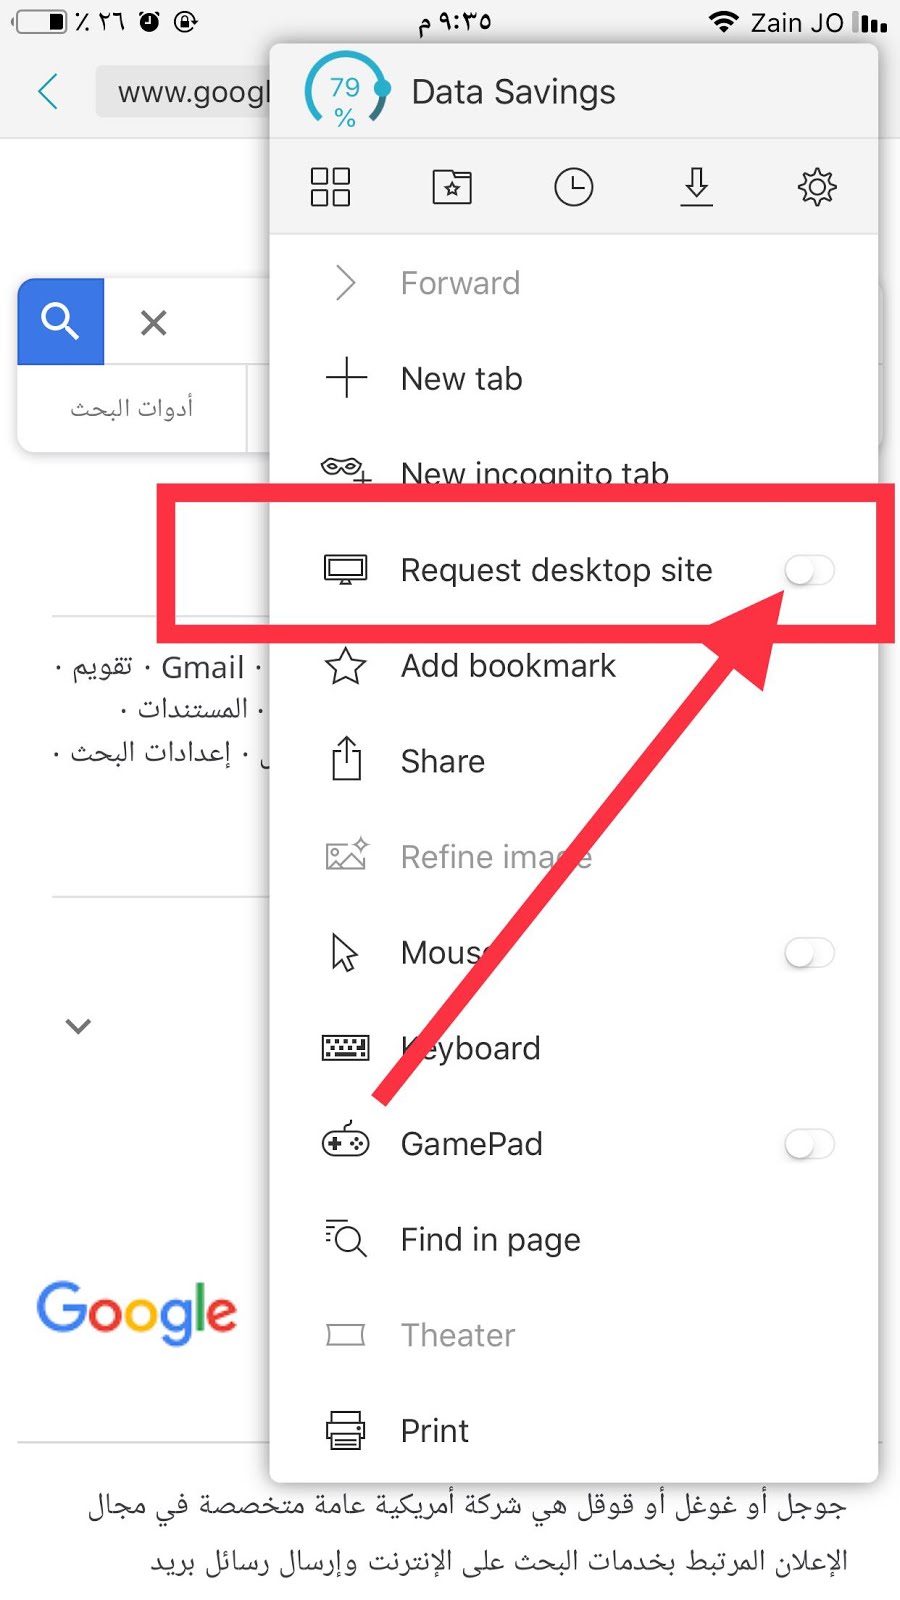 ٪ ٢٦
٩:٣٥ م
Zain JO
www.googl
79
%
Data Savings
Forward
New tab
New incognito tab
أدوات البحث
Request desktop site
Add bookmark
· تقويم · Gmail ·
· المستندات ·
· إعدادات البحث ·
Share
Refine image
Mouse
Keyboard
GamePad
Find in page
Google
Theater
Print
جوجل أو غوغل أو قوقل هي شركة أمريكية عامة متخصصة في مجال
الإعلان المرتبط بخدمات البحث على الإنترنت وإرسال رسائل بريد